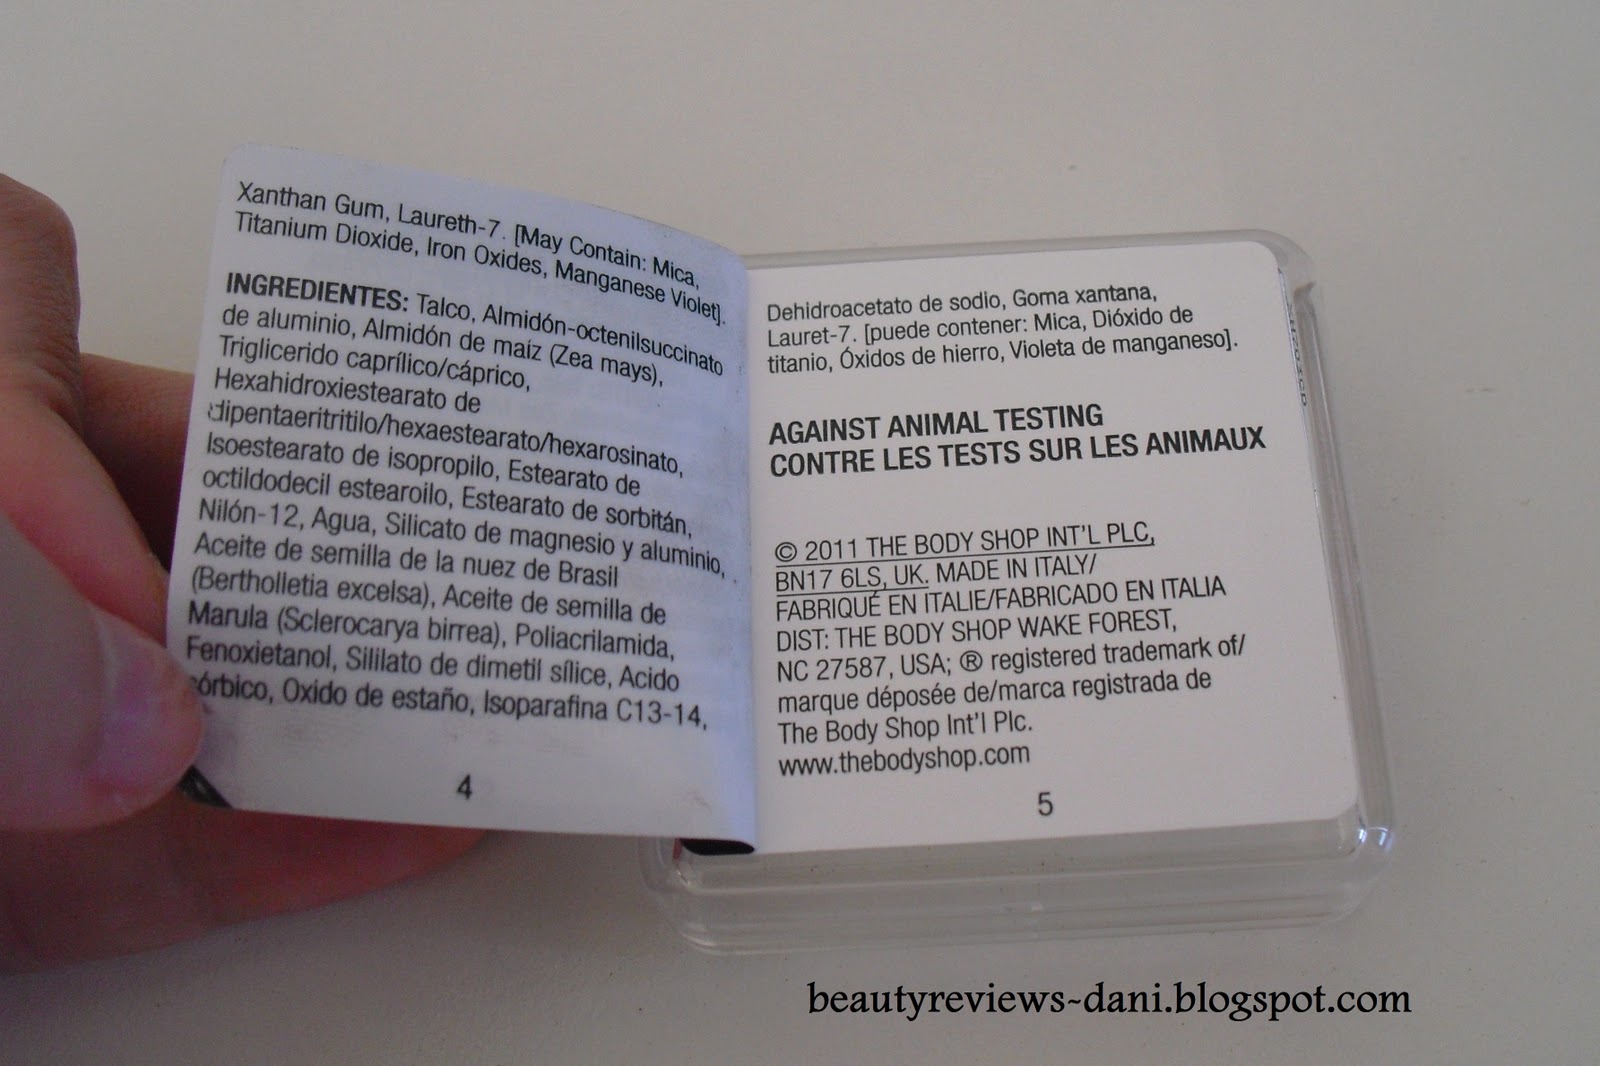 Xanthan Gum, Laureth-7. [May Contain: Mica,
Titanium Dioxide, Iron Oxides, Manganese Violet].
INGREDIENTES: Talco, Almidón-octenilsuccinato
de aluminio, Almidón de maíz (Zea mays),
Triglicerido caprílico/cáprico,
Hexahidroxiestearato de
dipentaeritritilo/hexaestearato/hexarosinato,
Isoestearato de isopropilo, Estearato de
octildodecil estearoilo, Estearato de sorbitán,
Nilón-12, Agua, Silicato de magnesio y aluminio,
Aceite de semilla de la nuez de Brasil
(Bertholletia excelsa), Aceite de semilla de
Marula (Sclerocarya birrea), Poliacrilamida,
Fenoxietanol, Sililato de dimetil sílice, Acido
sórbico, Oxido de estaño, Isoparafina C13-14,
4
Dehidroacetato de sodio, Goma xantana,
Lauret-7. [puede contener: Mica, Dióxido de
titanio, Óxidos de hierro, Violeta de manganeso].
AGAINST ANIMAL TESTING
CONTRE LES TESTS SUR LES ANIMAUX
© 2011 THE BODY SHOP INT'L PLC,
BN17 6LS, UK. MADE IN ITALY/
FABRIQUÉ EN ITALIE/FABRICADO EN ITALIA
DIST: THE BODY SHOP WAKE FOREST,
NC 27587, USA; ® registered trademark of/
marque déposée de/marca registrada de
The Body Shop Int'l Plc.
www.thebodyshop.com
5
beautyreviews-dani.blogspot.com